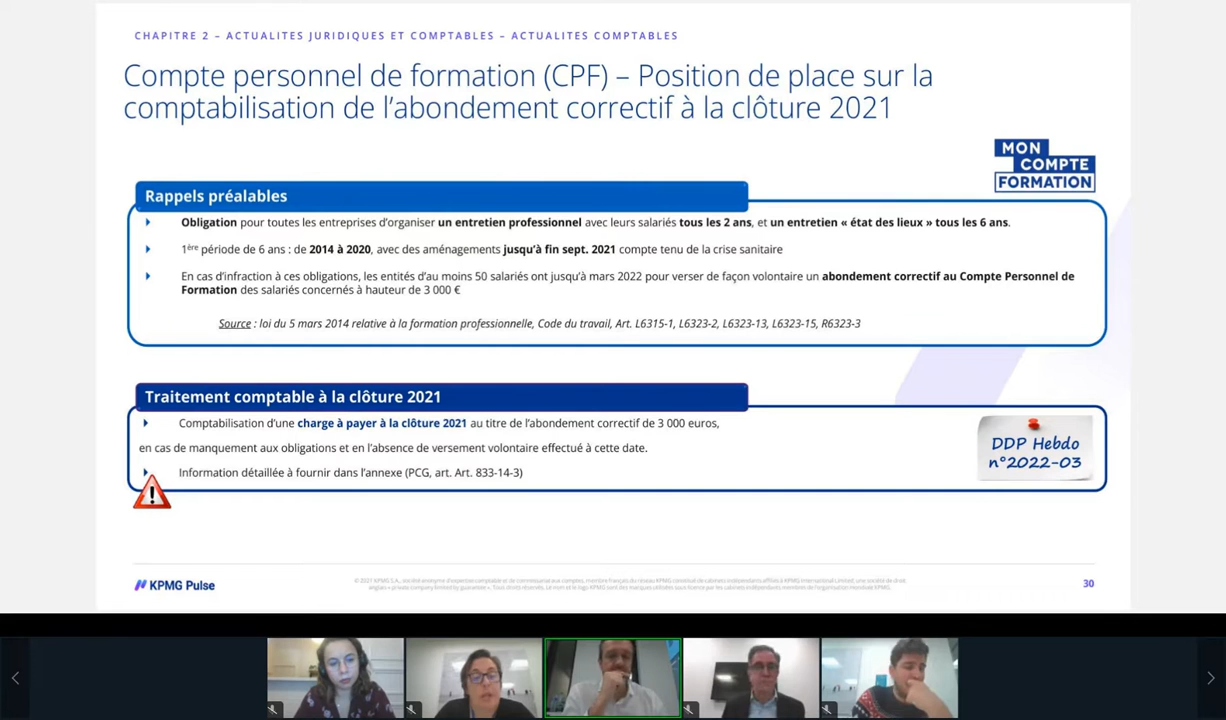 CHAPITRE 2 – ACTUALITES JURIDIQUES ET COMPTABLES – ACTUALITES COMPTABLES
Compte personnel de formation (CPF) – Position de place sur la
comptabilisation de l’abondement correctif à la clôture 2021
MON
COMPTE
FORMATION
Rappels préalables
Obligation pour toutes les entreprises d’organiser un entretien professionnel avec leurs salariés tous les 2 ans, et un entretien « état des lieux » tous les 6 ans.
1ère période de 6 ans : de 2014 à 2020, avec des aménagements jusqu’à fin sept. 2021 compte tenu de la crise sanitaire
En cas d’infraction à ces obligations, les entités d’au moins 50 salariés ont jusqu’à mars 2022 pour verser de façon volontaire un abondement correctif au Compte Personnel de
Formation des salariés concernés à hauteur de 3 000 €
Source : loi du 5 mars 2014 relative à la formation professionnelle, Code du travail, Art. L6315-1, L6323-2, L6323-13, L6323-15, R6323-3
Traitement comptable à la clôture 2021
Comptabilisation d’une charge à payer à la clôture 2021 au titre de l’abondement correctif de 3 000 euros,
en cas de manquement aux obligations et en l’absence de versement volontaire effectué à cette date.
Information détaillée à fournir dans l’annexe (PCG, art. Art. 833-14-3)
DDP Hebdo
n°2022-03
KPMG Pulse
30